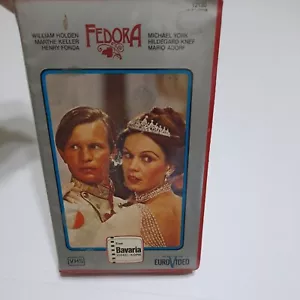 WILLIAM HOLDEN
MARTHE KELLER
HENRY FONDA
FEDORA
MICHAEL YORK
HILDEGARD KNEF
MARIO ADORF
Bavaria
VHS
EUROVIDEO